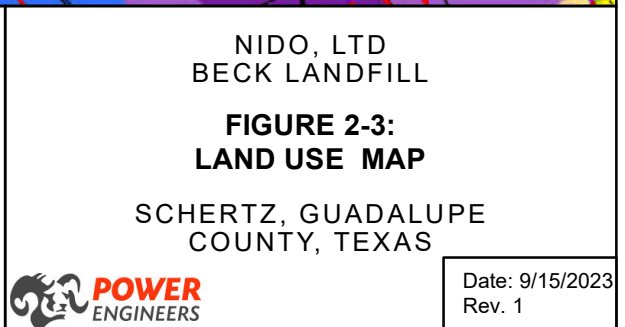 NIDO, LTD
BECK LANDFILL
FIGURE 2-3:
LAND USE MAP
SCHERTZ, GUADALUPE
COUNTY, TEXAS
POWER
ENGINEERS
Date: 9/15/2023
Rev. 1